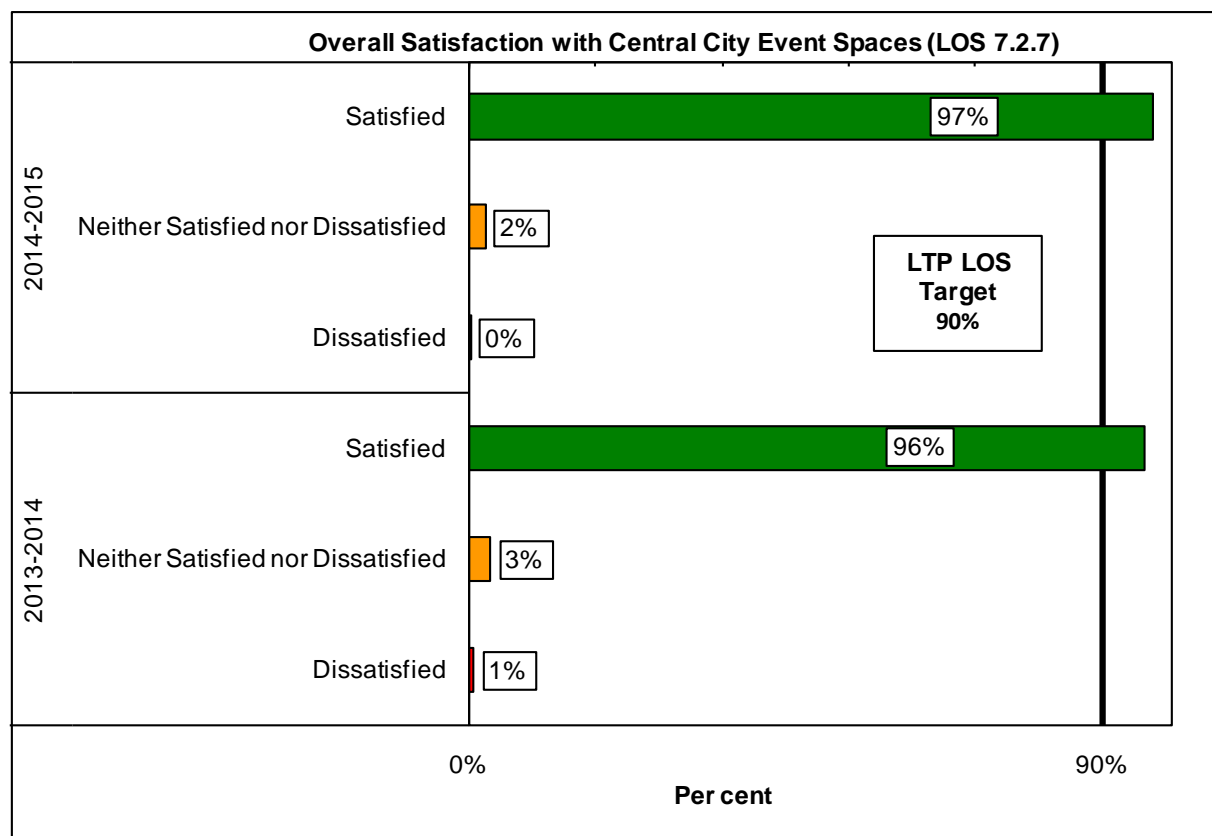 Overall Satisfaction with Central City Event Spaces (LOS 7.2.7)
2014-2015
Satisfied
97%
Neither Satisfied nor Dissatisfied
2%
Dissatisfied
0%
LTP LOS
Target
90%
2013-2014
Satisfied
96%
Neither Satisfied nor Dissatisfied
3%
Dissatisfied
1%
0%
90%
Per cent